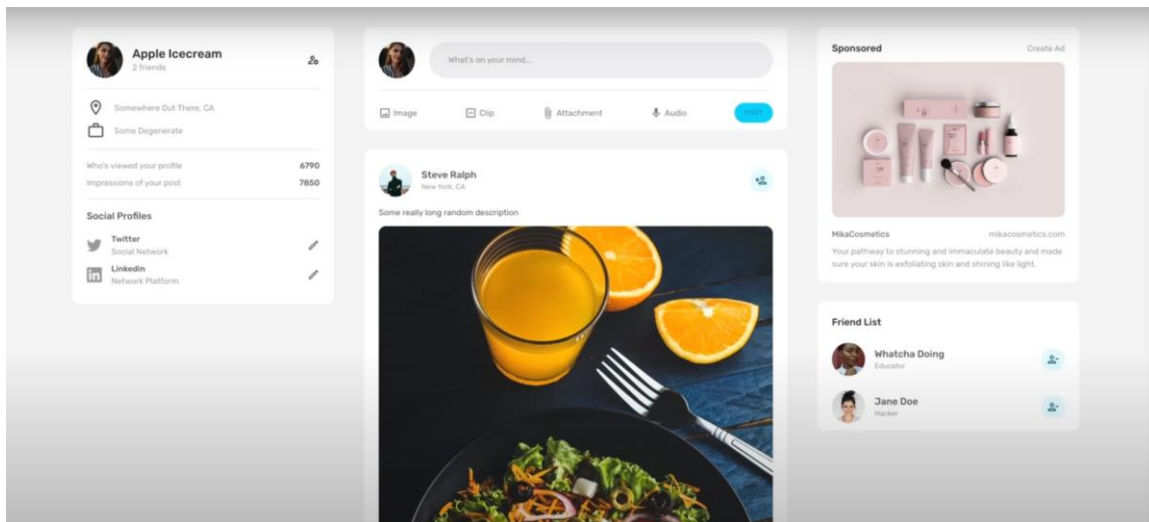 Apple Icecream
2 friends
Somewhere Out There, CA
Some Degenerate
Who's viewed your profile 6790
Impressions of your post 7850
Social Profiles
Twitter
Social Network
Linkedin
Network Platform
What's on your mind...
Image Clip Attachment Audio POST
Steve Ralph
New York, CA
Some really long random description
Sponsored Create Ad
MikaCosmetics mikacosmetics.com
Your pathway to stunning and immaculate beauty and made
sure your skin is exfoliating skin and shining like light.
Friend List
Whatcha Doing
Educator
Jane Doe
Hacker